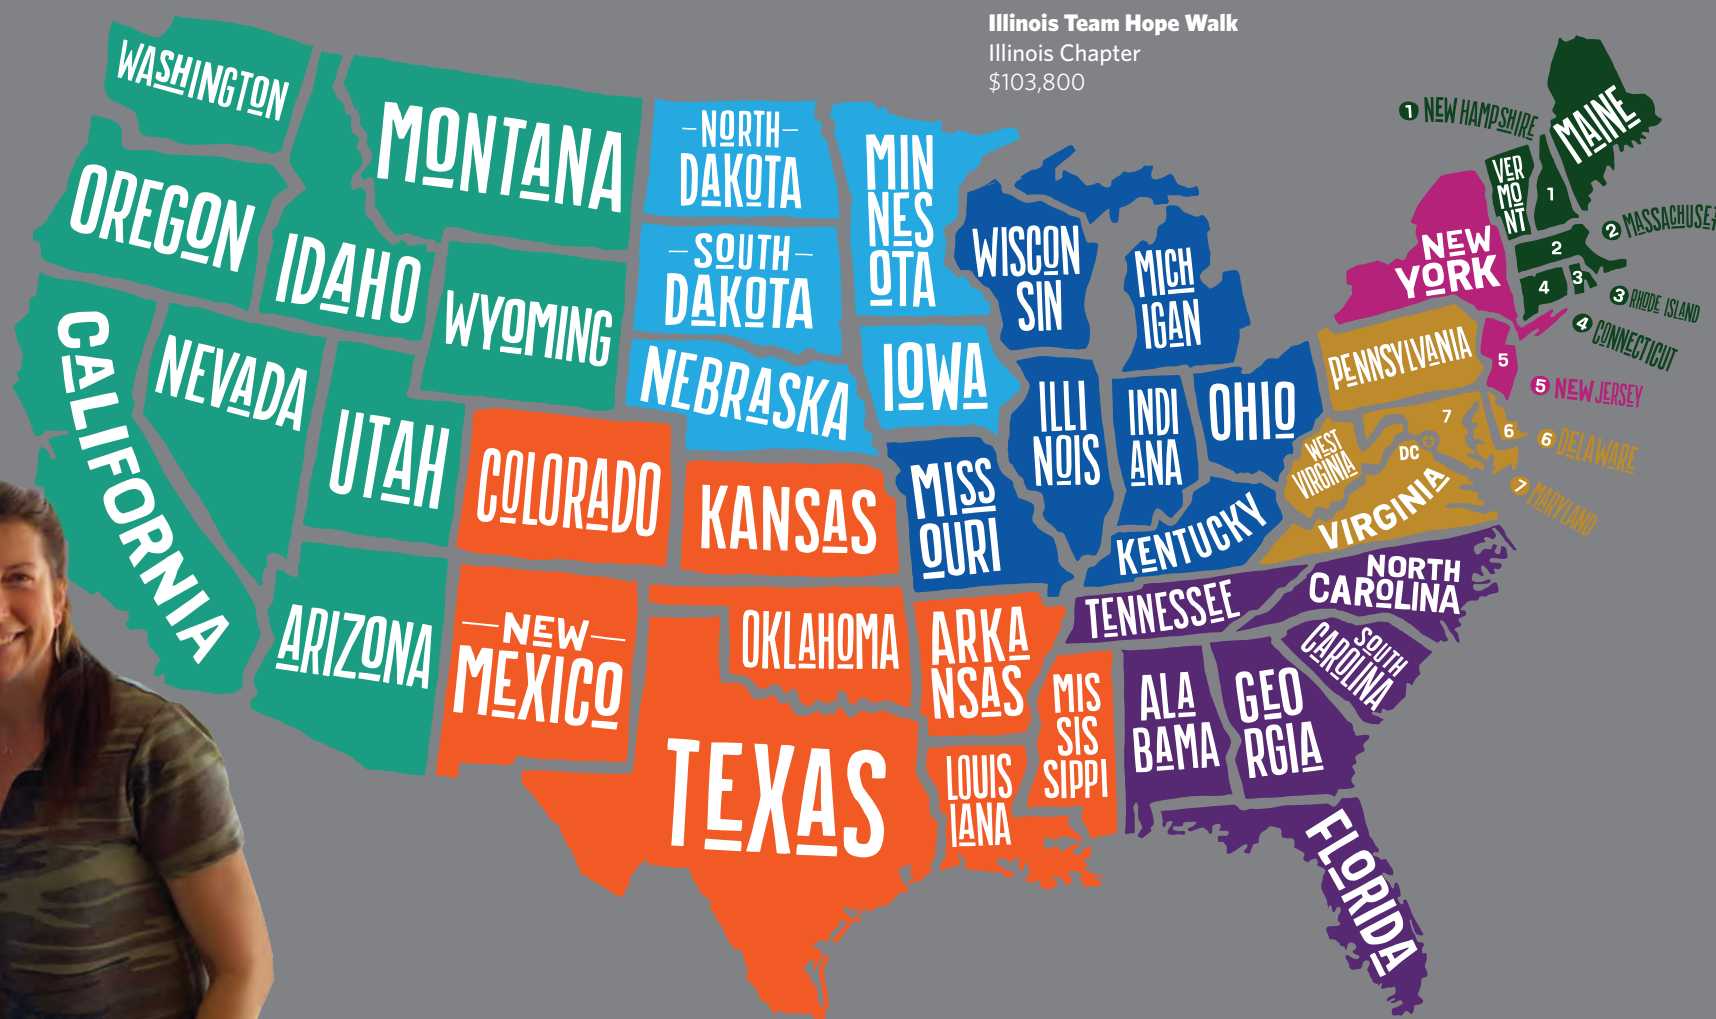 Illinois Team Hope Walk
Illinois Chapter
$103,800
WASHINGTON
MONTANA
–NORTH–
DAKOTA
MIN
NES
OTA
1 NEW HAMPSHIRE
MAINE
VER
MO
NT
1
OREGON
IDAHO
WYOMING
–SOUTH–
DAKOTA
WISCON
SIN
MICH
IGAN
NEW
YORK
2
2 MASSACHUSET
3
4
3 RHODE ISLAND
4 CONNECTICUT
CALIFORNIA
NEVADA
UTAH
NEBRASKA
IOWA
ILLI
NOIS
INDI
ANA
OHIO
PENNSYLVANIA
5
5 NEW JERSEY
COLORADO
KANSAS
MISS
OURI
KENTUCKY
WEST
VIRGINIA
7
DC
6
6 DELAWARE
7 MARYLAND
VIRGINIA
ARIZONA
–NEW–
MEXICO
OKLAHOMA
ARKA
NSAS
TENNESSEE
NORTH
CAROLINA
SOUTH
CAROLINA
TEXAS
LOUIS
IANA
MIS
SIS
SIPPI
ALA
BAMA
GEO
RGIA
FLORIDA